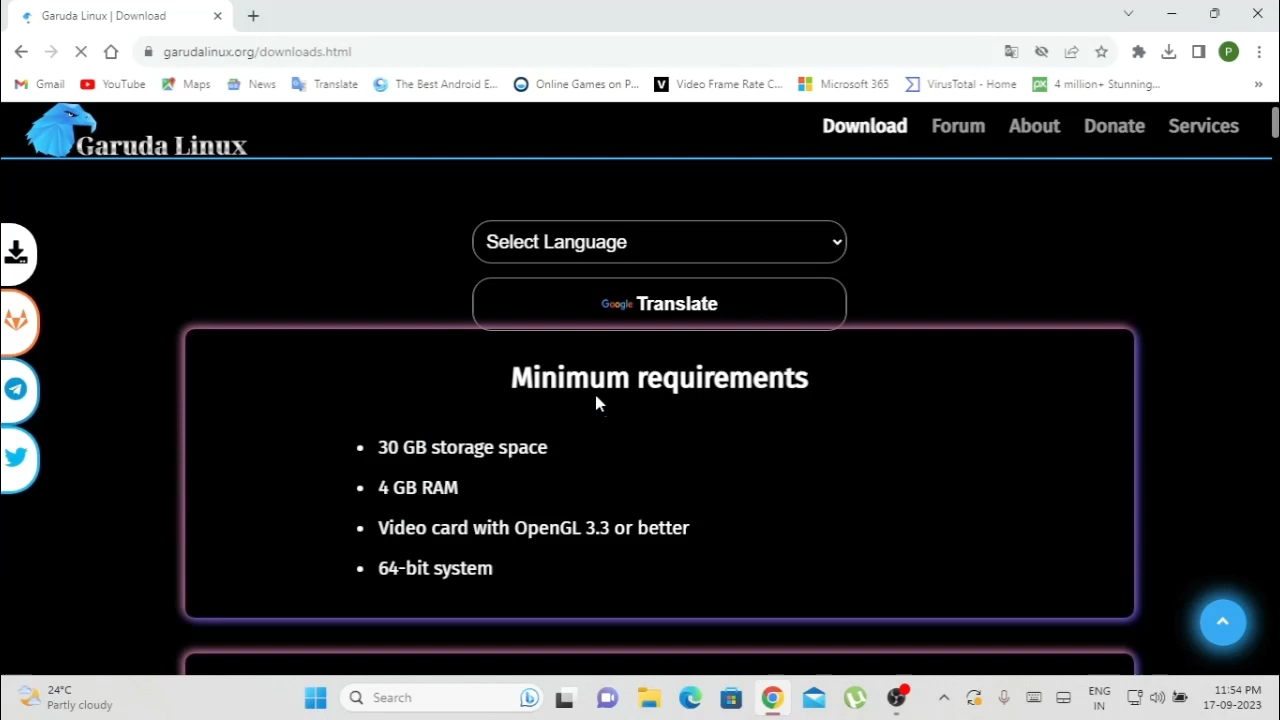 Garuda Linux | Download
garudalinux.org/downloads.html
P
Gmail
YouTube
Maps
News
Translate
The Best Android E...
Online Games on P...
Video Frame Rate C...
Microsoft 365
VirusTotal - Home
4 million+ Stunning...
Garuda Linux
Download
Forum
About
Donate
Services
Select Language
Google Translate
Minimum requirements
• 30 GB storage space
• 4 GB RAM
• Video card with OpenGL 3.3 or better
• 64-bit system
24°C
Partly cloudy
Search
ENG
IN
11:54 PM
17-09-2023